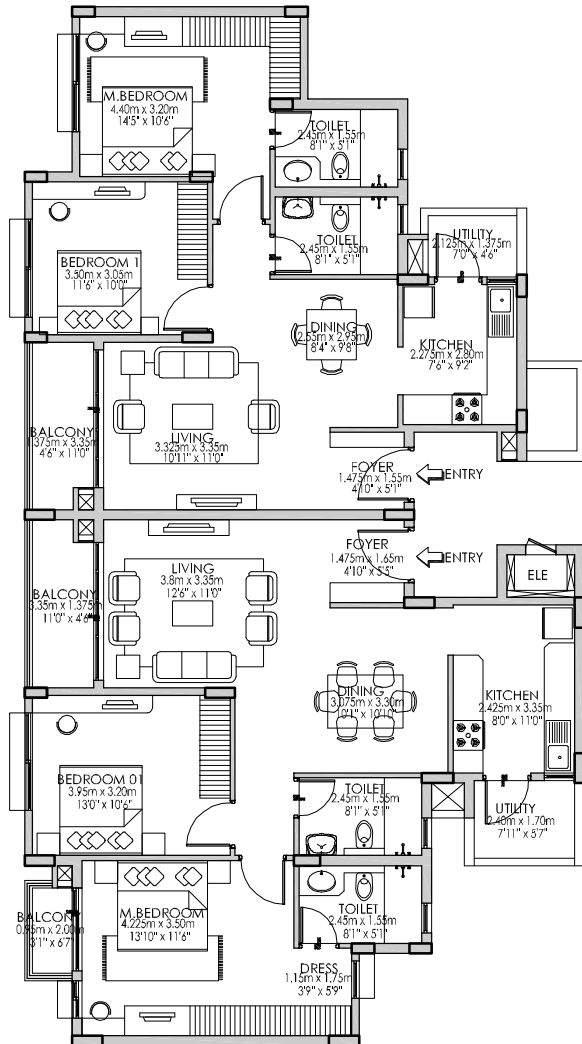 M.BEDROOM
4.40m x 3.20m
14'5" x 10'6"
TOILET
2.45m x 1.55m
8'1" x 5'1"
TOILET
2.45m x 1.55m
8'1" x 5'1"
UTILITY
2.125m x 1.375m
7'0" x 4'6"
BEDROOM 1
3.50m x 3.05m
11'6" x 10'0"
DINING
2.55m x 2.95m
8'4" x 9'8"
KITCHEN
2.275m x 2.80m
7'6" x 9'2"
BALCONY
1.375m x 3.35m
4'6" x 11'0"
LIVING
3.325m x 3.35m
10'11" x 11'0"
FOYER
1.475m x 1.55m
4'10" x 5'1"
ENTRY
FOYER
1.475m x 1.65m
4'10" x 5'5"
ENTRY
ELE
BALCONY
3.35m x 1.375m
11'0" x 4'6"
LIVING
3.8m x 3.35m
12'6" x 11'0"
DINING
3.075m x 3.30m
10'1" x 10'10"
KITCHEN
2.425m x 3.35m
8'0" x 11'0"
BEDROOM 01
3.95m x 3.20m
13'0" x 10'6"
TOILET
2.45m x 1.55m
8'1" x 5'1"
UTILITY
2.40m x 1.70m
7'11" x 5'7"
BALCONY
0.95m x 2.00m
3'1" x 6'7"
M.BEDROOM
4.225m x 3.50m
13'10" x 11'6"
TOILET
2.45m x 1.55m
8'1" x 5'1"
DRESS
1.15m x 1.75m
3'9" x 5'9"